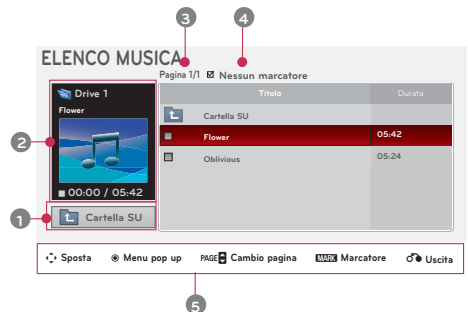 3 4
ELENCO MUSICA
Pagina 1/1 Nessun marcatore
Drive 1
Flower
00:00 / 05:42
Titolo Durata
Cartella SU
Flower 05:42
Oblivious 05:24
2
1 Cartella SU
Sposta Menu pop up PAGE Cambio pagina MARK Marcatore Uscita
5